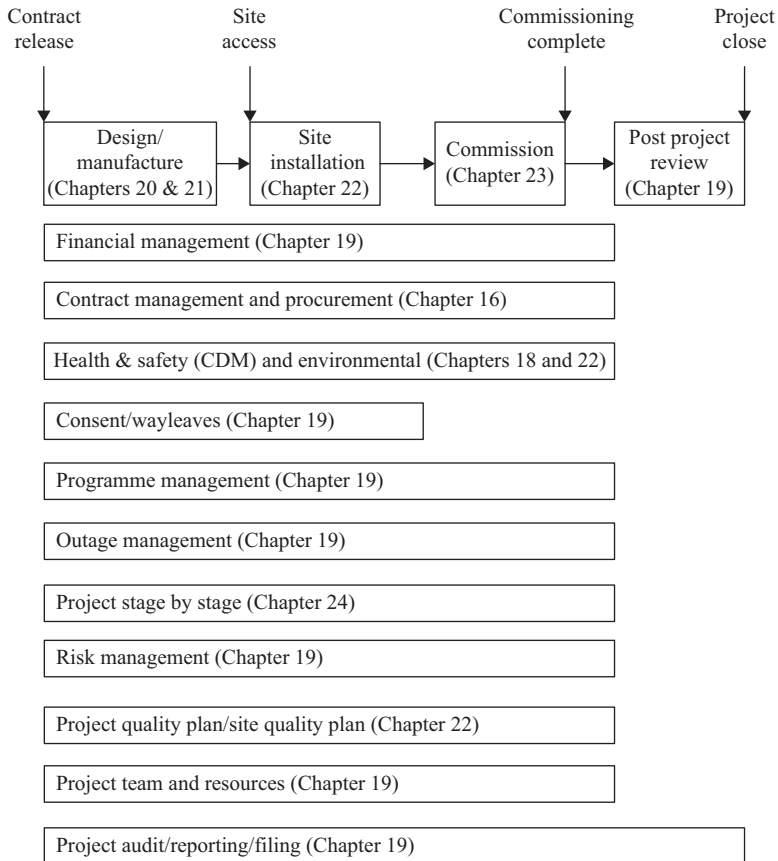 Contract
release
Site
access
Commissioning
complete
Project
close
Design/
manufacture
(Chapters 20 & 21)
Site
installation
(Chapter 22)
Commission
(Chapter 23)
Post project
review
(Chapter 19)
Financial management (Chapter 19)
Contract management and procurement (Chapter 16)
Health & safety (CDM) and environmental (Chapters 18 and 22)
Consent/wayleaves (Chapter 19)
Programme management (Chapter 19)
Outage management (Chapter 19)
Project stage by stage (Chapter 24)
Risk management (Chapter 19)
Project quality plan/site quality plan (Chapter 22)
Project team and resources (Chapter 19)
Project audit/reporting/filing (Chapter 19)